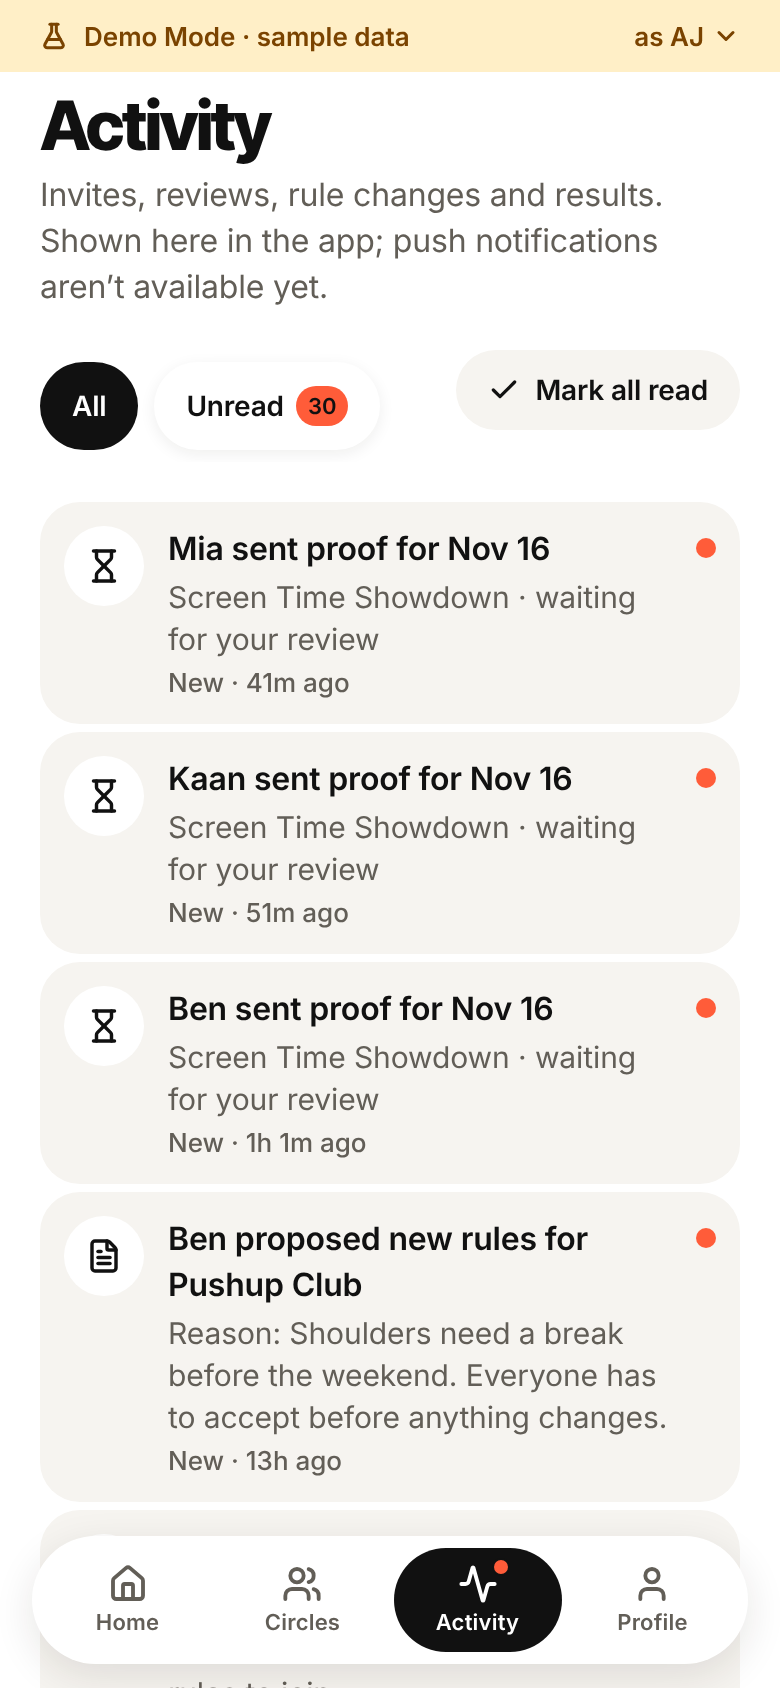 Demo Mode · sample data
as AJ
Activity
Invites, reviews, rule changes and results.
Shown here in the app; push notifications
aren’t available yet.
All
Unread 30
Mark all read
Mia sent proof for Nov 16
Screen Time Showdown · waiting
for your review
New · 41m ago
Kaan sent proof for Nov 16
Screen Time Showdown · waiting
for your review
New · 51m ago
Ben sent proof for Nov 16
Screen Time Showdown · waiting
for your review
New · 1h 1m ago
Ben proposed new rules for
Pushup Club
Reason: Shoulders need a break
before the weekend. Everyone has
to accept before anything changes.
New · 13h ago
Home
Circles
Activity
Profile